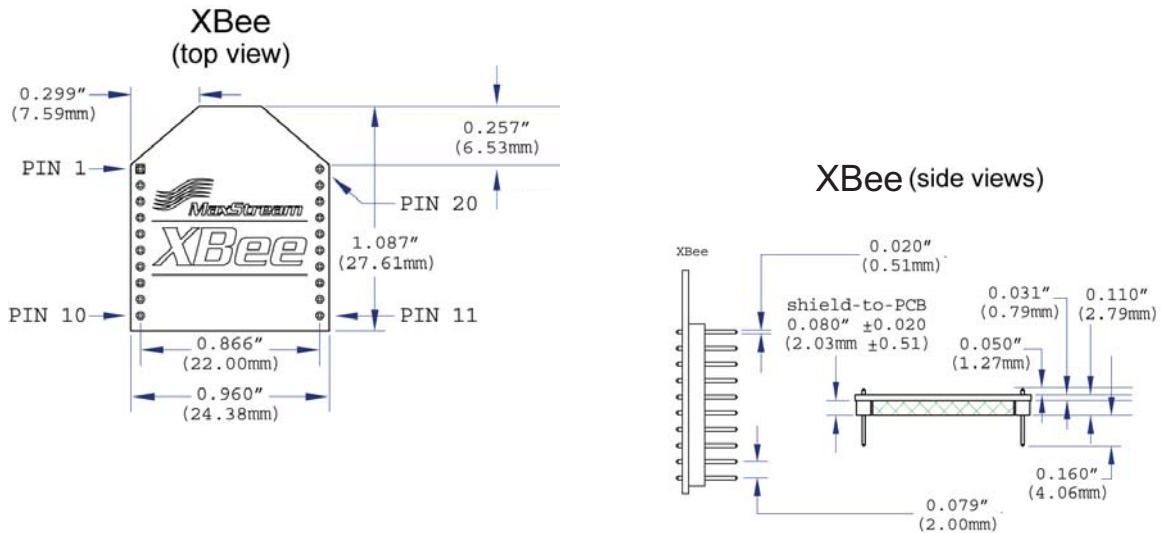 XBee
(top view)
0.299″
(7.59mm)
0.257″
(6.53mm)
PIN 1
PIN 20
MaxStream
XBee
1.087″
(27.61mm)
PIN 10
PIN 11
0.866″
(22.00mm)
0.960″
(24.38mm)
XBee (side views)
XBee
0.020″
(0.51mm)
shield-to-PCB
0.080″ ±0.020
(2.03mm ±0.51)
0.031″
(0.79mm)
0.110″
(2.79mm)
0.050″
(1.27mm)
0.160″
(4.06mm)
0.079″
(2.00mm)